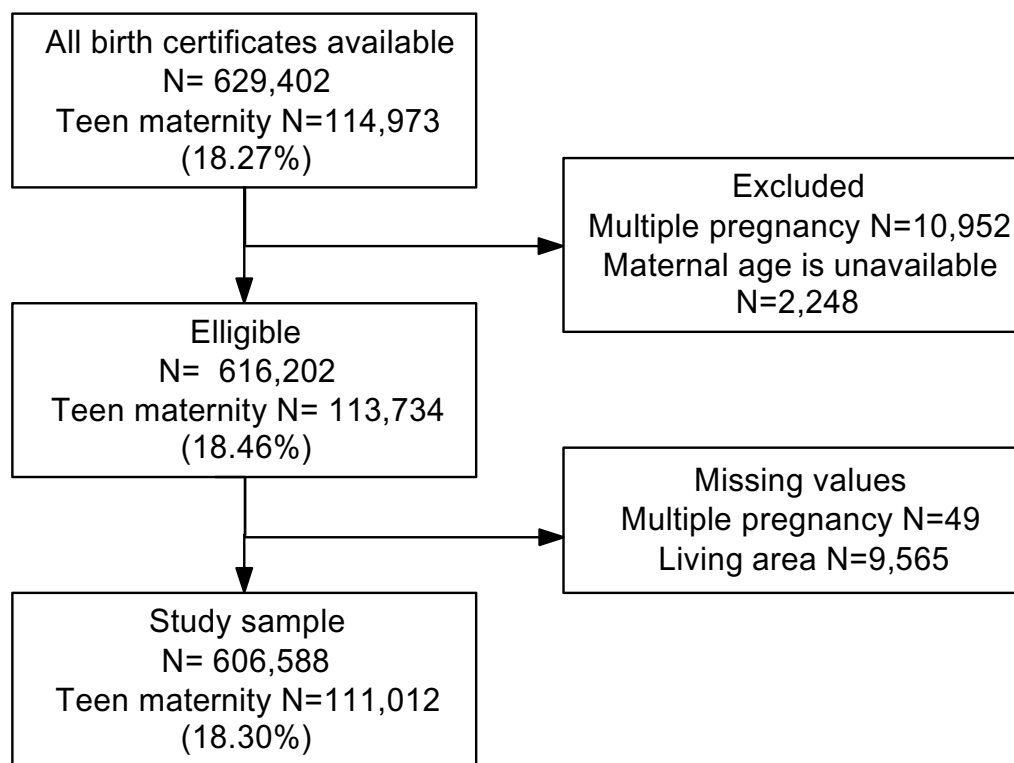 All birth certificates available
N= 629,402
Teen maternity N=114,973
(18.27%)
Excluded
Multiple pregnancy N=10,952
Maternal age is unavailable
N=2,248
Elligible
N= 616,202
Teen maternity N= 113,734
(18.46%)
Missing values
Multiple pregnancy N=49
Living area N=9,565
Study sample
N= 606,588
Teen maternity N=111,012
(18.30%)